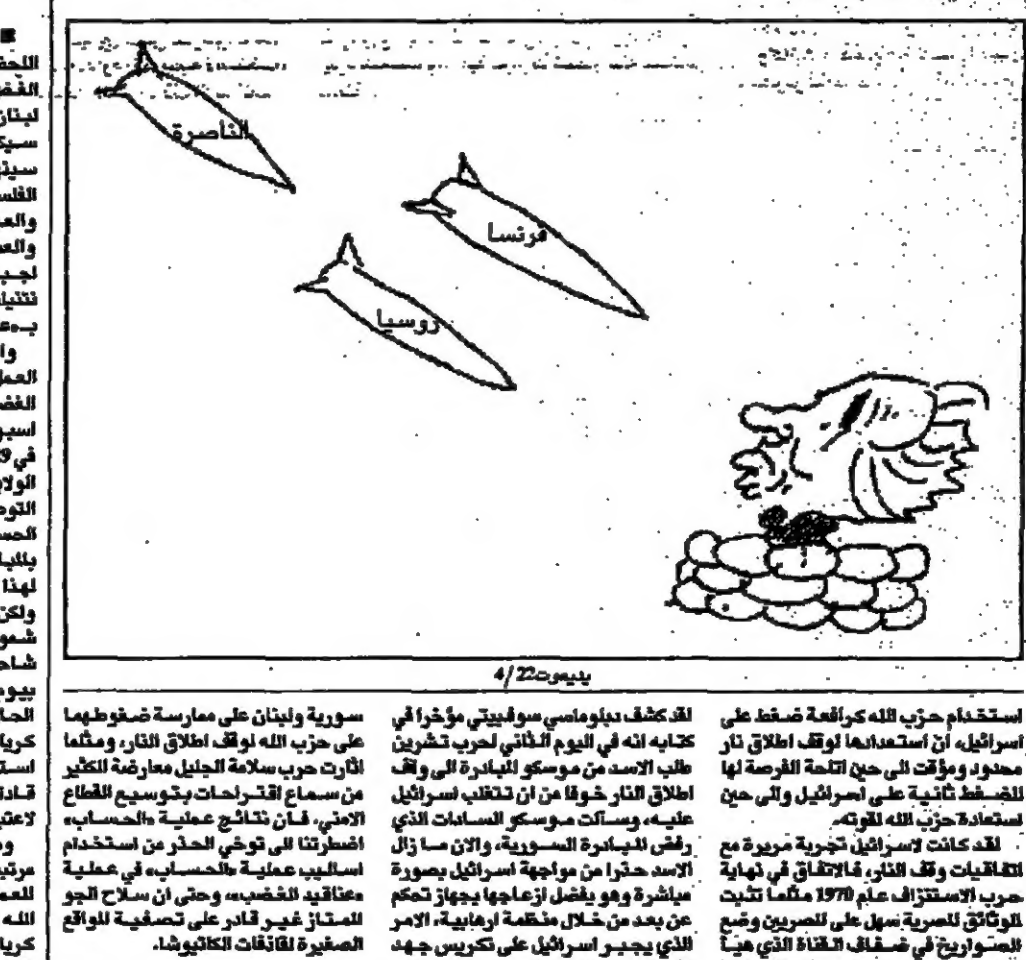 الناصرة
فرنسا
روسيا
يديعوت 4/22
استخدام حزب الله كرافعة ضغط على
اسرائيل، ان استعدادها لوقف اطلاق نار
محدود ومؤقت الى حين اتاحة الفرصة لها
للضغط ثانية على اسرائيل والى حين
استعادة حزب الله لقوته.
لقد كانت لاسرائيل تجربة مريرة مع
اتفاقيات وقف النار، فالاتفاق في نهاية
حرب الاستنزاف عام 1970 مثلما تثبت
الوثائق المصرية سهل على المصريين وضع
الصواريخ في ضفاف القناة الذي هيأ
لقد كشف دبلوماسي سوفييتي مؤخرا في
كتابه انه في اليوم الثاني لحرب تشرين
طلب الاسد من موسكو المبادرة الى وقف
اطلاق النار خوفا من ان تتغلب اسرائيل
عليه، وسألت موسكو السادات الذي
رفض المبادرة السورية، والان ما زال
الاسد حذرا من مواجهة اسرائيل بصورة
مباشرة وهو يفضل ازعاجها بجهاز تحكم
عن بعد من خلال منظمة ارهابية، الامر
الذي يجبر اسرائيل على تكريس جهد
سورية ولبنان على ممارسة ضغوطهما
على حزب الله لوقف اطلاق النار، ومثلما
اثارت حرب سلامة الجليل معارضة للكثير
من سماع اقتراحات بتوسيع القطاع
الامني، فان نتائج عملية «الحساب»
اضطرتنا الى توخي الحذر من استخدام
اساليب عملية «الحساب» في عملية
«عناقيد الغضب»، وحتى ان سلاح الجو
الممتاز غير قادر على تصفية المواقع
الصغيرة لقاذفات الكاتيوشا.